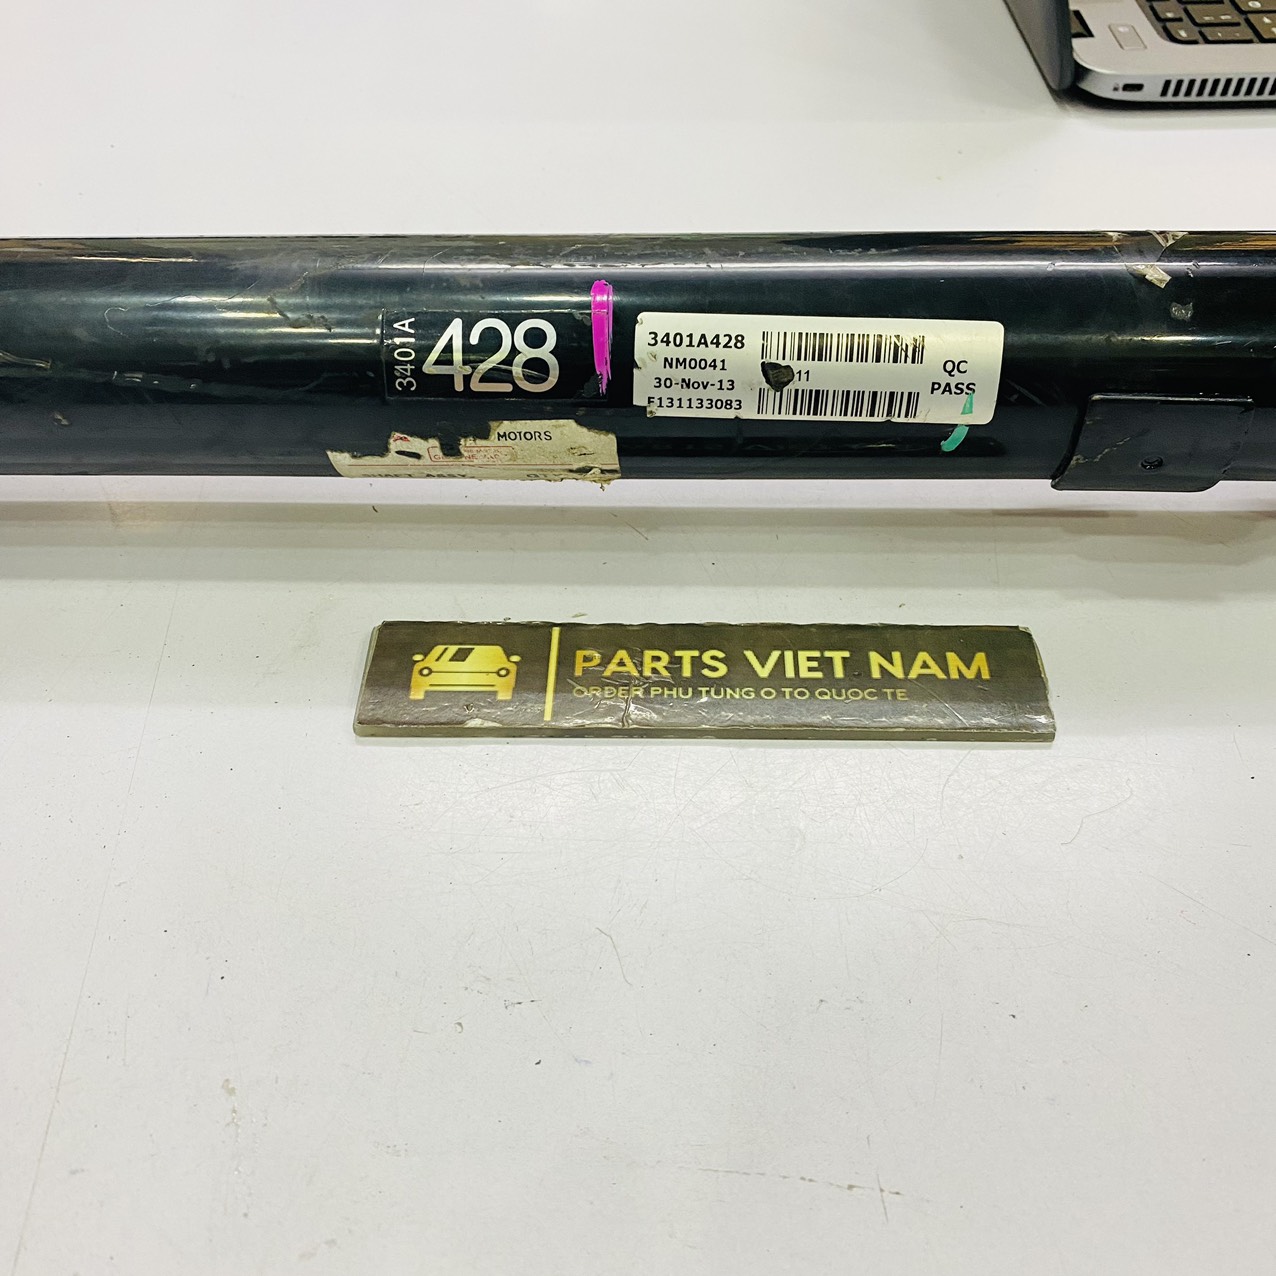 3401A
428
3401A428
NM0041
30-Nov-13
11
F131133083
QC
PASS
MOTORS
PARTS VIET NAM
ORDER PHU TUNG O TO QUOC TE